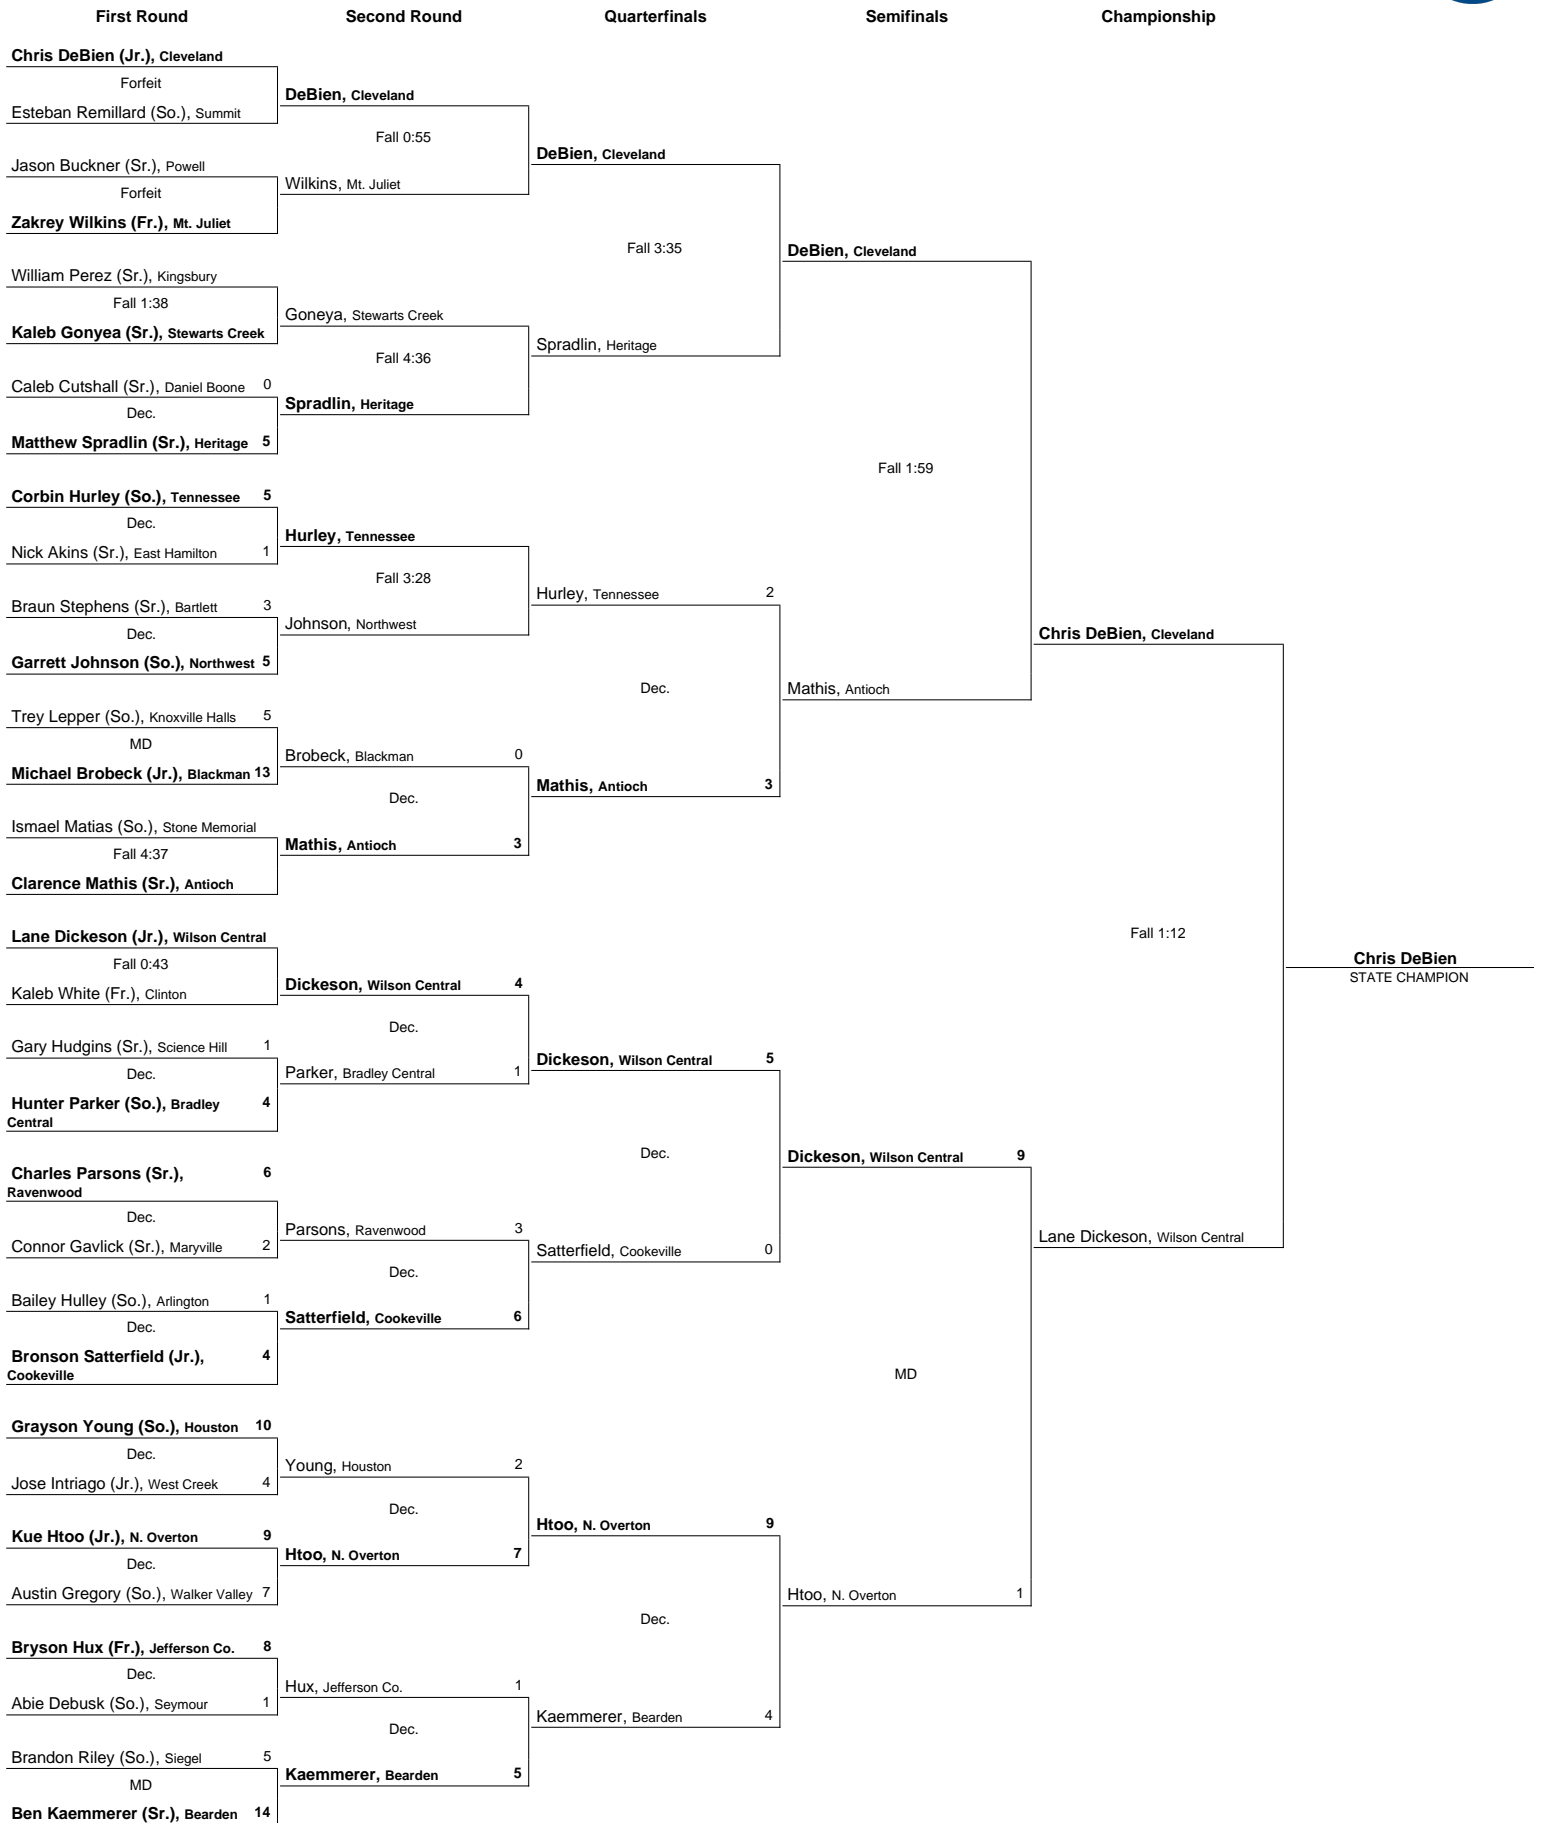 First Round
Second Round
Quarterfinals
Semifinals
Championship
Chris DeBien (Jr.), Cleveland
Forfeit
Esteban Remillard (So.), Summit
Jason Buckner (Sr.), Powell
Forfeit
Zakrey Wilkins (Fr.), Mt. Juliet
William Perez (Sr.), Kingsbury
Fall 1:38
Kaleb Gonyea (Sr.), Stewarts Creek
Caleb Cutshall (Sr.), Daniel Boone 0
Dec.
Matthew Spradlin (Sr.), Heritage 5
Corbin Hurley (So.), Tennessee 5
Dec.
Nick Akins (Sr.), East Hamilton 1
Braun Stephens (Sr.), Bartlett 3
Dec.
Garrett Johnson (So.), Northwest 5
Trey Lepper (So.), Knoxville Halls 5
MD
Michael Brobeck (Jr.), Blackman 13
Ismael Matias (So.), Stone Memorial
Fall 4:37
Clarence Mathis (Sr.), Antioch
Lane Dickeson (Jr.), Wilson Central
Fall 0:43
Kaleb White (Fr.), Clinton
Gary Hudgins (Sr.), Science Hill 1
Dec.
Hunter Parker (So.), Bradley 4
Central
Charles Parsons (Sr.), 6
Ravenwood
Dec.
Connor Gavlick (Sr.), Maryville 2
Bailey Hulley (So.), Arlington 1
Dec.
Bronson Satterfield (Jr.), 4
Cookeville
Grayson Young (So.), Houston 10
Dec.
Jose Intriago (Jr.), West Creek 4
Kue Htoo (Jr.), N. Overton 9
Dec.
Austin Gregory (So.), Walker Valley 7
Bryson Hux (Fr.), Jefferson Co. 8
Dec.
Abie Debusk (So.), Seymour 1
Brandon Riley (So.), Siegel 5
MD
Ben Kaemmerer (Sr.), Bearden 14
DeBien, Cleveland
Fall 0:55
Wilkins, Mt. Juliet
Goneya, Stewarts Creek
Fall 4:36
Spradlin, Heritage
Hurley, Tennessee
Fall 3:28
Johnson, Northwest
Brobeck, Blackman 0
Dec.
Mathis, Antioch 3
Dickeson, Wilson Central 4
Dec.
Parker, Bradley Central 1
Parsons, Ravenwood 3
Dec.
Satterfield, Cookeville 6
Young, Houston 2
Dec.
Htoo, N. Overton 7
Hux, Jefferson Co. 1
Dec.
Kaemmerer, Bearden 5
DeBien, Cleveland
Fall 3:35
Spradlin, Heritage
Hurley, Tennessee 2
Dec.
Mathis, Antioch 3
Dickeson, Wilson Central 5
Dec.
Satterfield, Cookeville 0
Htoo, N. Overton 9
Dec.
Kaemmerer, Bearden 4
DeBien, Cleveland
Fall 1:59
Mathis, Antioch
Dickeson, Wilson Central 9
MD
Htoo, N. Overton 1
Chris DeBien, Cleveland
Fall 1:12
Lane Dickeson, Wilson Central
Chris DeBien
STATE CHAMPION